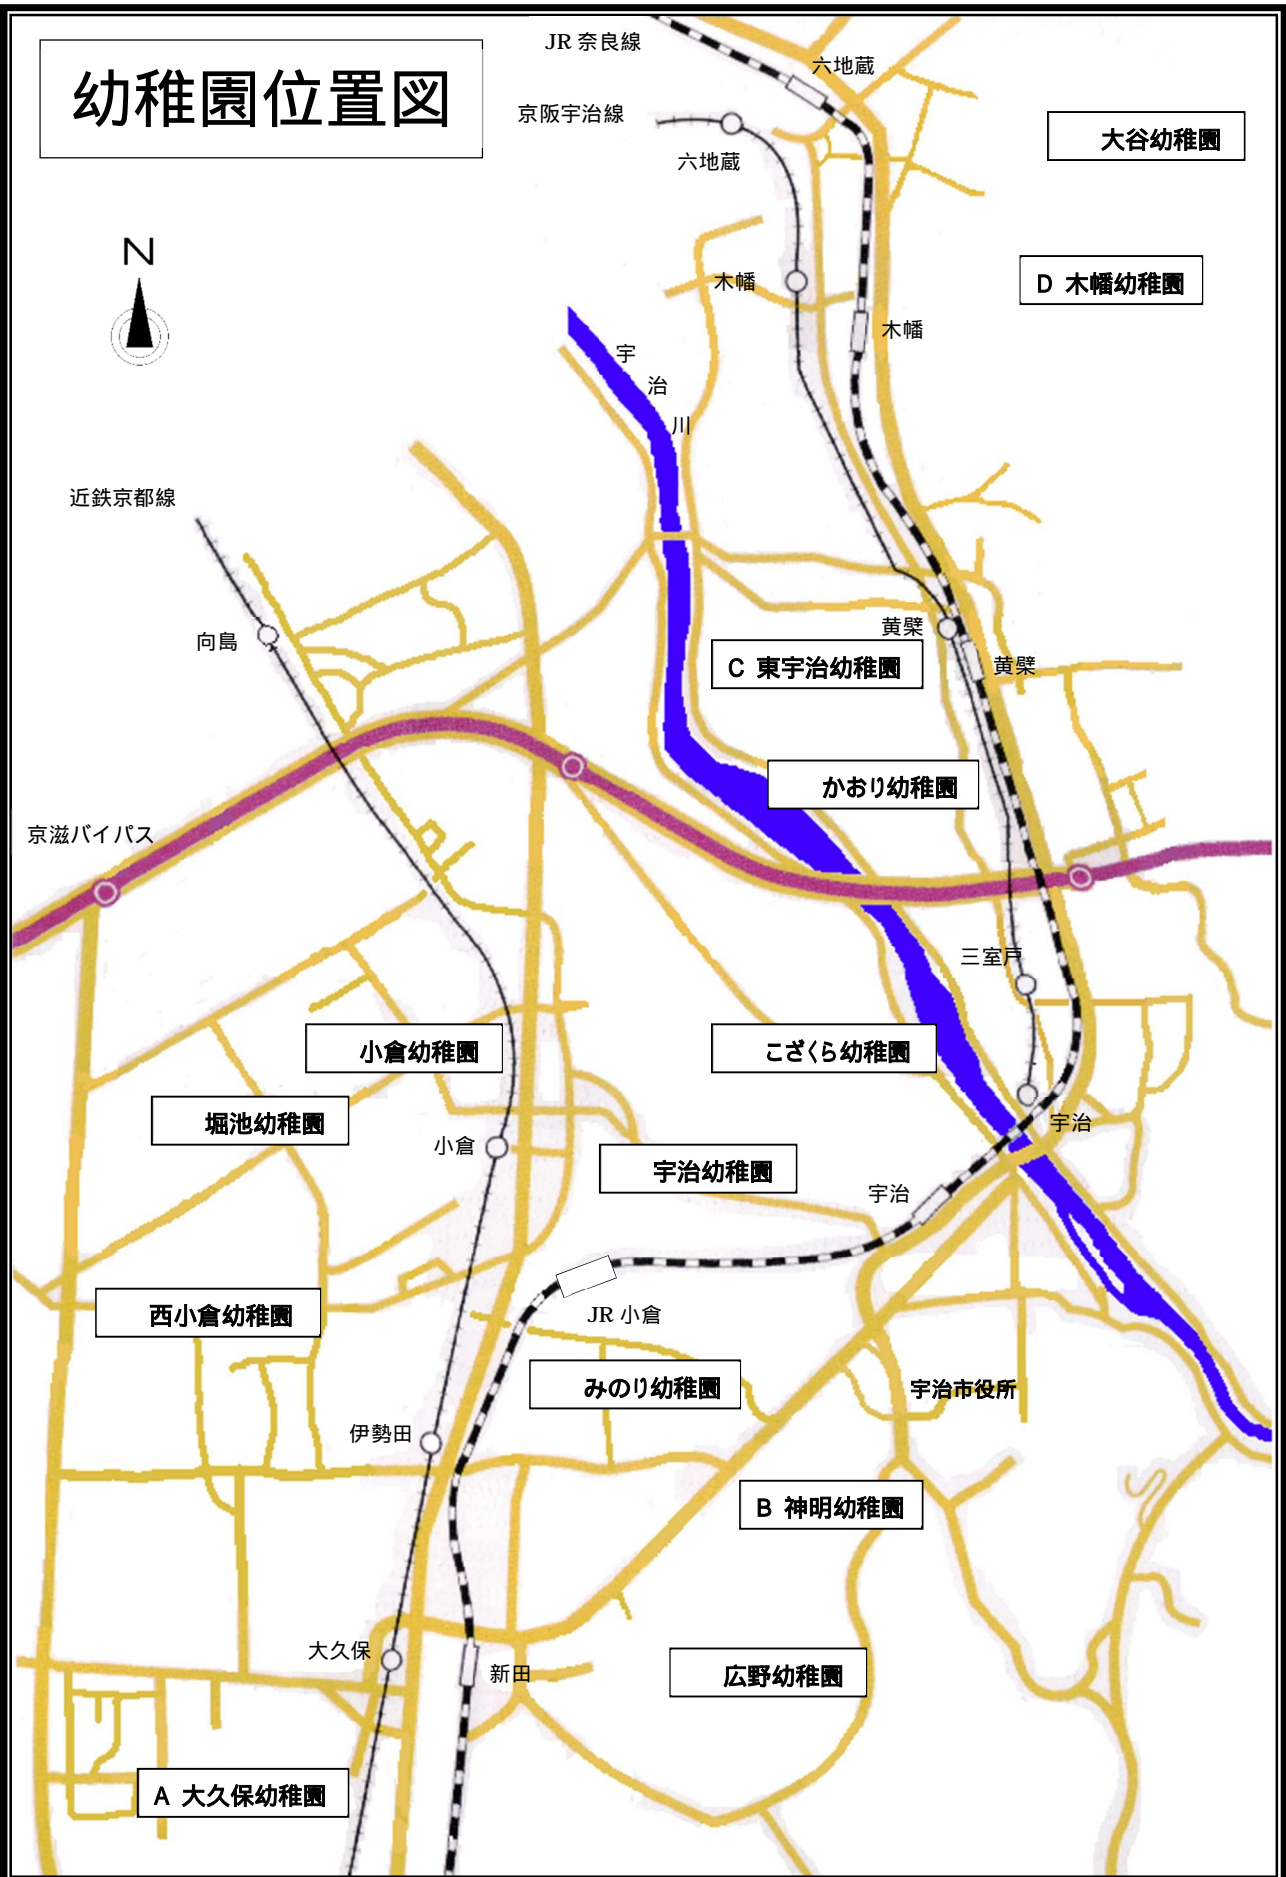 JR 奈良線
幼稚園位置図
六地蔵
京阪宇治線
六地蔵
大谷幼稚園
N
木幡
D 木幡幼稚園
木幡
宇
治
川
近鉄京都線
向島
黄檗
C 東宇治幼稚園
黄檗
かおり幼稚園
京滋バイパス
三室戸
小倉幼稚園
こざくら幼稚園
堀池幼稚園
小倉
宇治
宇治幼稚園
宇治
西小倉幼稚園
JR 小倉
みのり幼稚園
宇治市役所
伊勢田
B 神明幼稚園
大久保
新田
広野幼稚園
A 大久保幼稚園